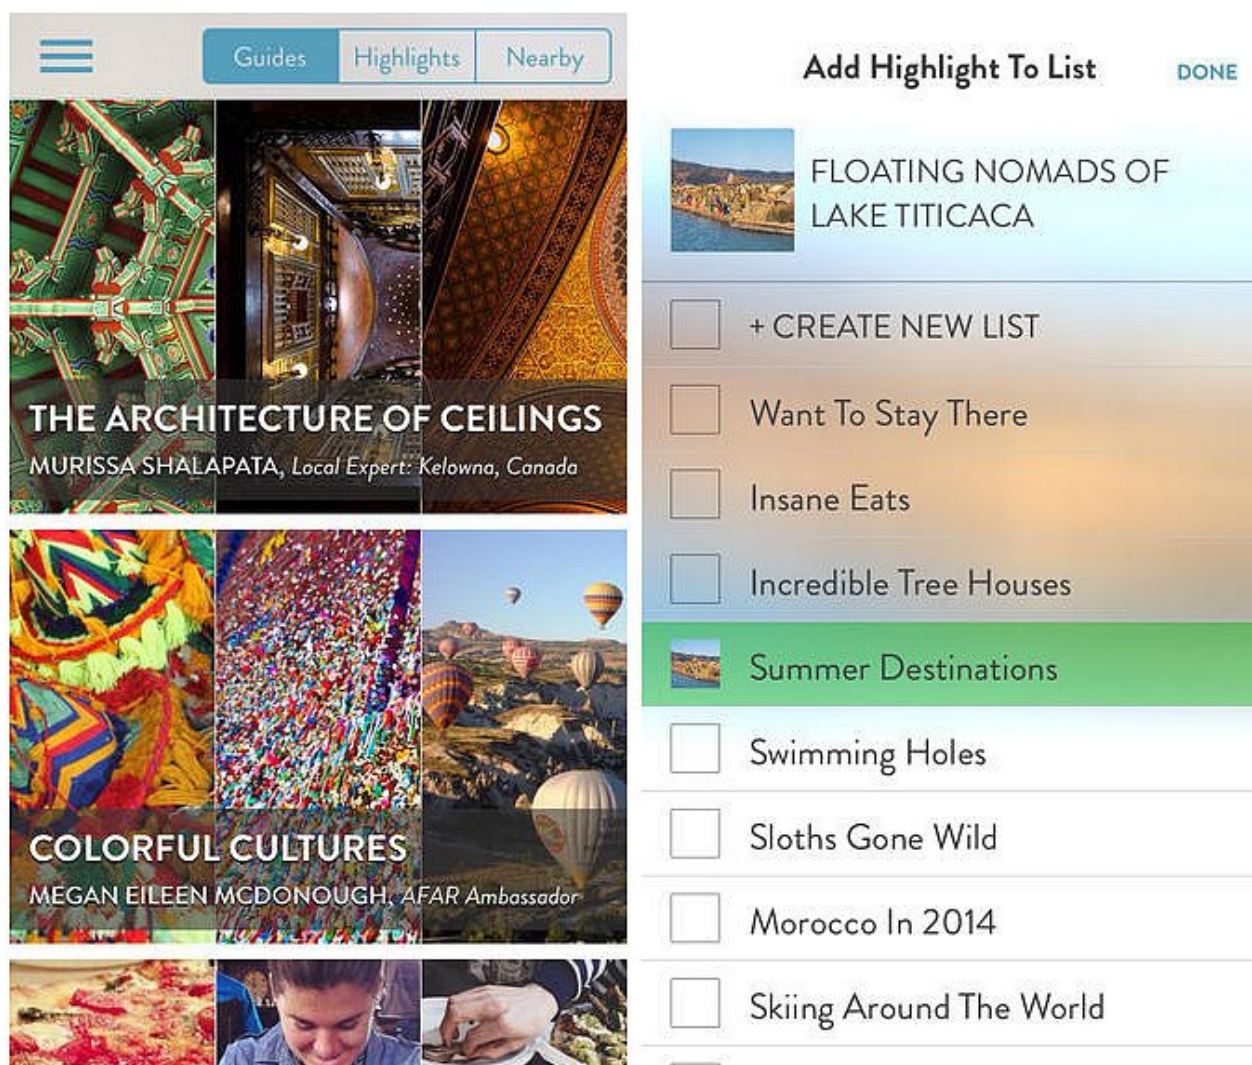 Guides
Highlights
Nearby
THE ARCHITECTURE OF CEILINGS
MURISSA SHALAPATA, Local Expert: Kelowna, Canada
COLORFUL CULTURES
MEGAN EILEEN MCDONOUGH, AFAR Ambassador
Add Highlight To List
DONE
FLOATING NOMADS OF
LAKE TITICACA
+ CREATE NEW LIST
Want To Stay There
Insane Eats
Incredible Tree Houses
Summer Destinations
Swimming Holes
Sloths Gone Wild
Morocco In 2014
Skiing Around The World